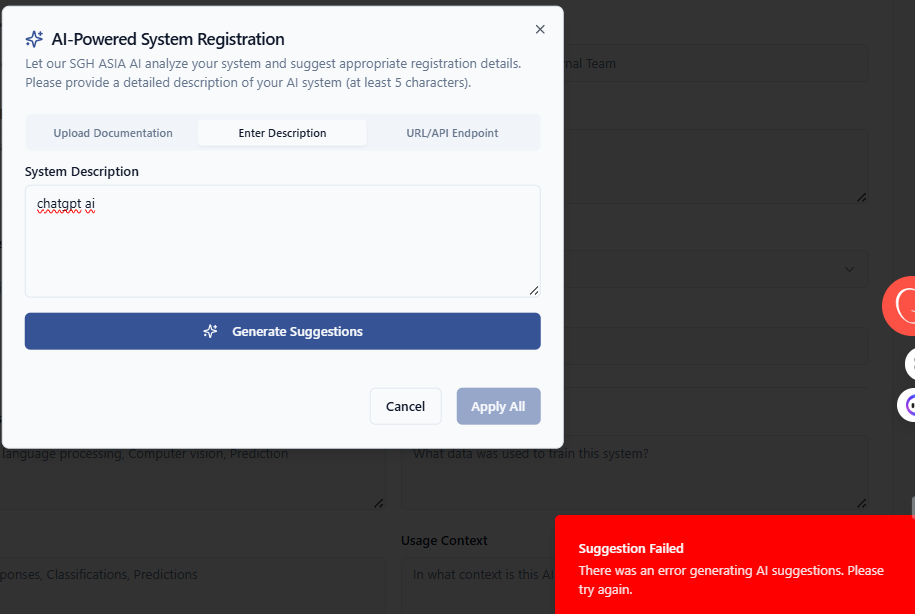 AI-Powered System Registration
Let our SGH ASIA AI analyze your system and suggest appropriate registration details.
Please provide a detailed description of your AI system (at least 5 characters).
nal Team
Upload Documentation
Enter Description
URL/API Endpoint
System Description
chatgpt ai
Generate Suggestions
Cancel
Apply All
language processing, Computer vision, Prediction
What data was used to train this system?
Usage Context
ponses, Classifications, Predictions
In what context is this AI
Suggestion Failed
There was an error generating AI suggestions. Please
try again.